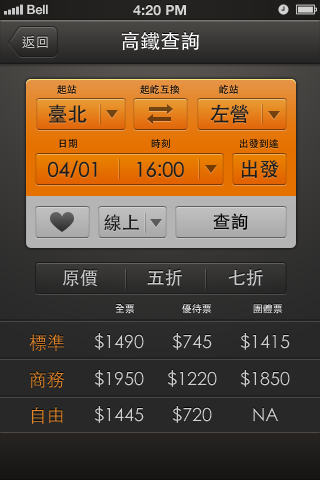 Bell 4:20 PM
返回 高鐵查詢
起站 起屹互換 屹站
臺北 左營
日期 時刻 出發到達
04/01 16:00 出發
線上 查詢
原價 五折 七折
全票 優待票 團體票
標準 $1490 $745 $1415
商務 $1950 $1220 $1850
自由 $1445 $720 NA